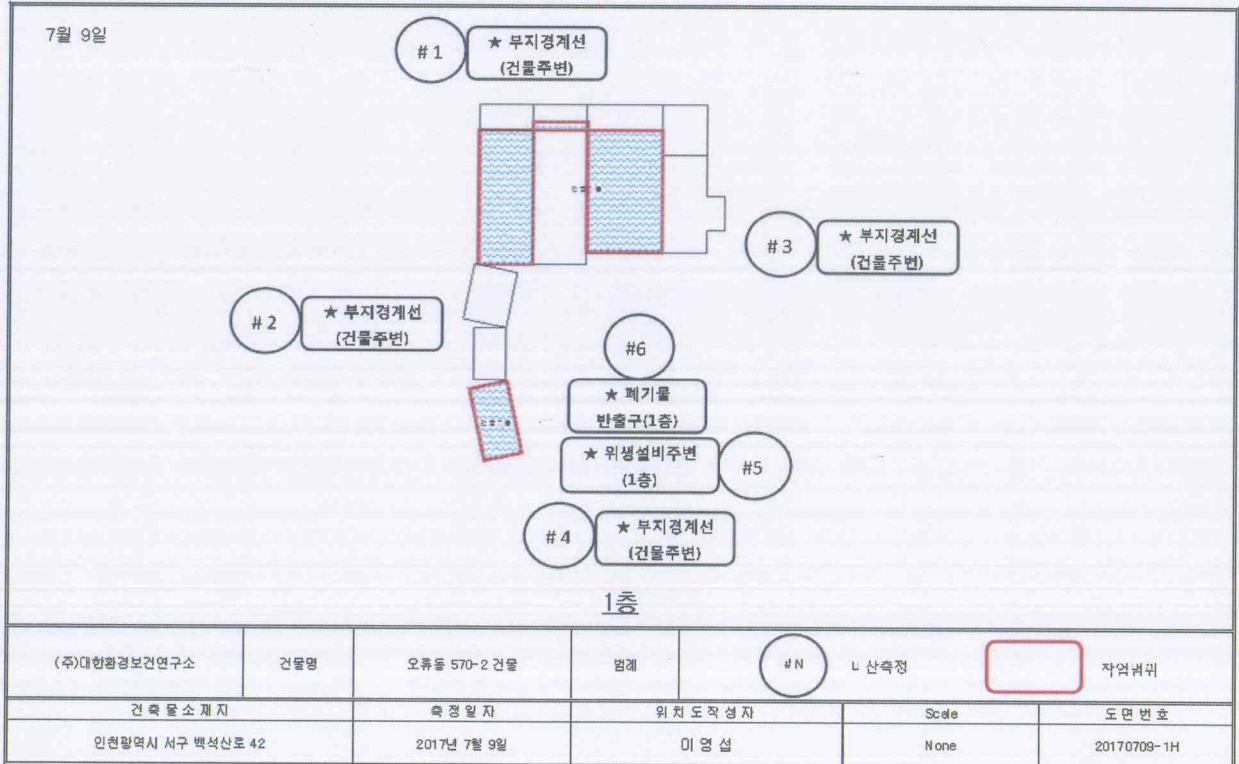 7월 9일
#1
★ 부지경계선
(건물주변)
#3
★ 부지경계선
(건물주변)
#2
★ 부지경계선
(건물주변)
#6
★ 폐기물
반출구(1층)
★ 위생설비주변
(1층)
#5
#4
★ 부지경계선
(건물주변)
1층
(주)대한환경보건연구소 건물명 오류동 570-2 건물 범례 #N 산측정 작업범위
건축물소재지 측정일자 위치도작성자 Scale 도면번호
인천광역시 서구 백석산로 42 2017년 7월 9일 이영섭 None 20170709-1H